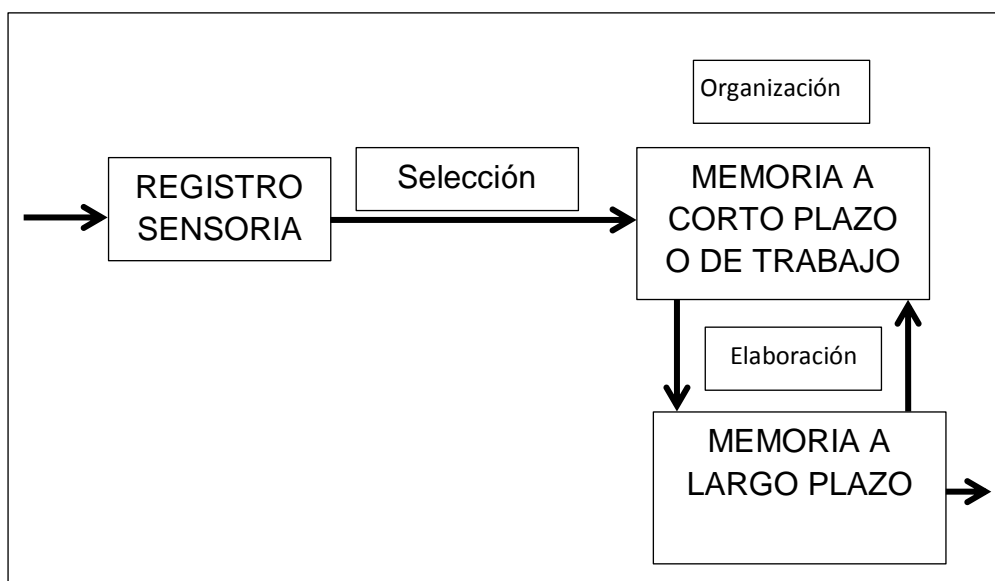 Organización
REGISTRO
SENSORIA
Selección
MEMORIA A
CORTO PLAZO
O DE TRABAJO
Elaboración
MEMORIA A
LARGO PLAZO